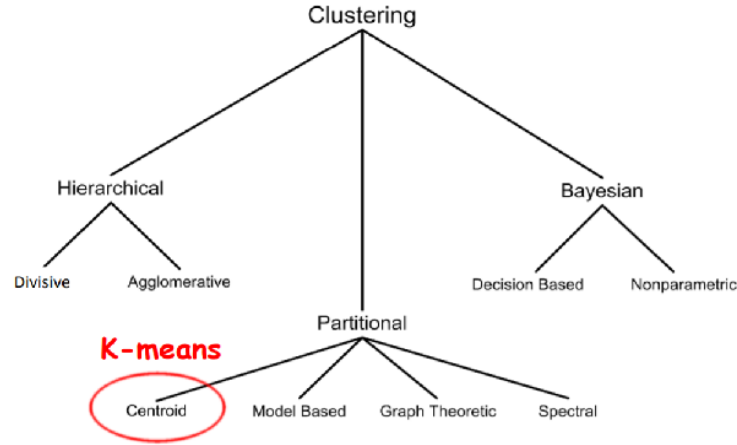 Clustering
Hierarchical
Bayesian
Divisive
Agglomerative
Decision Based
Nonparametric
Partitional
K-means
Centroid
Model Based
Graph Theoretic
Spectral